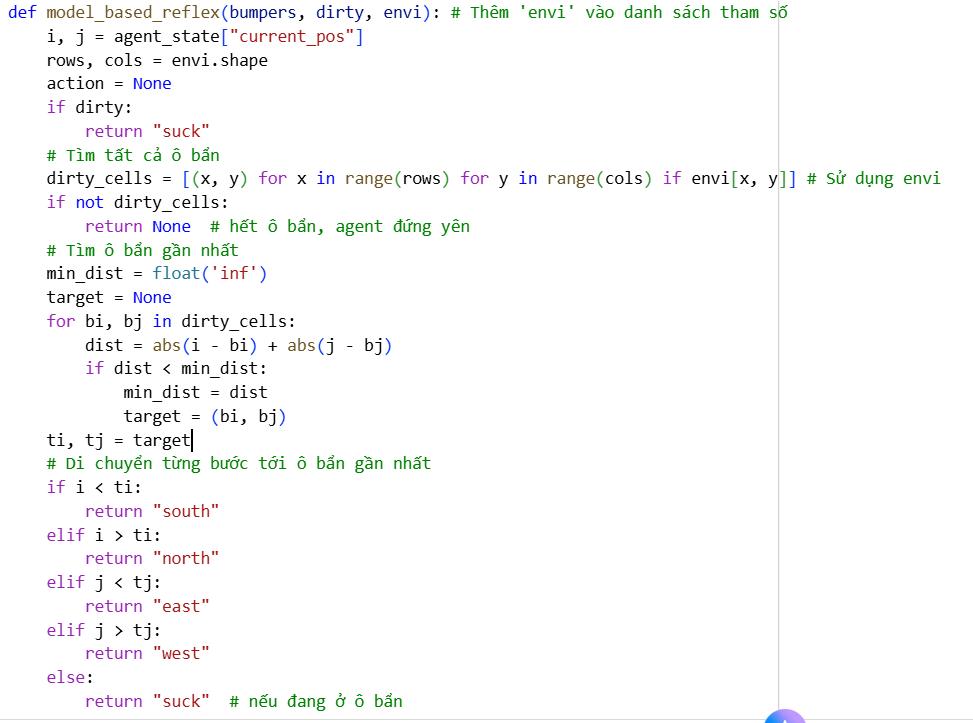 def model_based_reflex(bumpers, dirty, envi): # Thêm 'envi' vào danh sách tham số
    i, j = agent_state["current_pos"]
    rows, cols = envi.shape
    action = None
    if dirty:
        return "suck"
    # Tìm tất cả ô bẩn
    dirty_cells = [(x, y) for x in range(rows) for y in range(cols) if envi[x, y]] # Sử dụng envi
    if not dirty_cells:
        return None  # hết ô bẩn, agent đứng yên
    # Tìm ô bẩn gần nhất
    min_dist = float('inf')
    target = None
    for bi, bj in dirty_cells:
        dist = abs(i - bi) + abs(j - bj)
        if dist < min_dist:
            min_dist = dist
            target = (bi, bj)
    ti, tj = target
    # Di chuyển từng bước tới ô bẩn gần nhất
    if i < ti:
        return "south"
    elif i > ti:
        return "north"
    elif j < tj:
        return "east"
    elif j > tj:
        return "west"
    else:
        return "suck"  # nếu đang ở ô bẩn